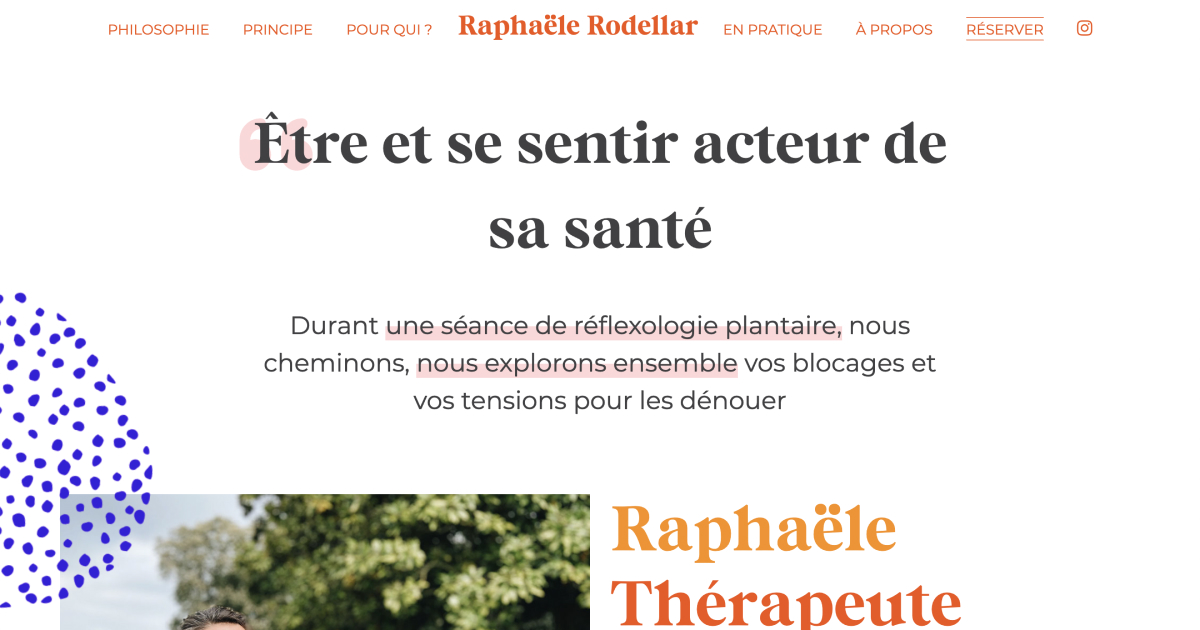 PHILOSOPHIE PRINCIPE POUR QUI ? Raphaële Rodellar EN PRATIQUE À PROPOS RÉSERVER
Être et se sentir acteur de
sa santé
Durant une séance de réflexologie plantaire, nous
cheminons, nous explorons ensemble vos blocages et
vos tensions pour les dénouer
Raphaële
Thérapeute